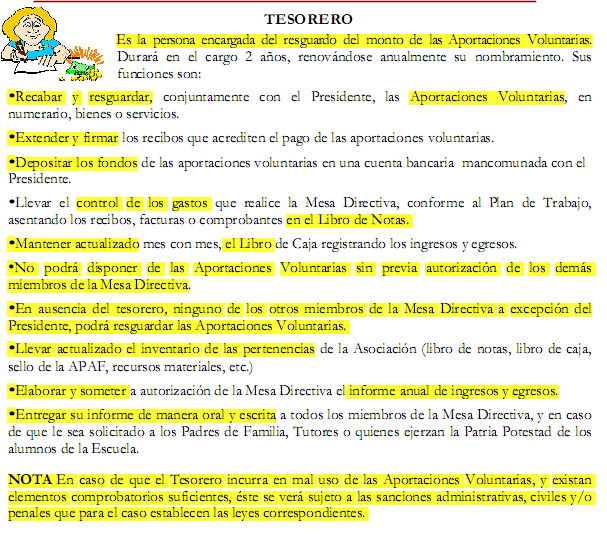 TESORERO
Es la persona encargada del resguardo del monto de las Aportaciones Voluntarias.
Durará en el cargo 2 años, renovándose anualmente su nombramiento. Sus
funciones son:
•Recabar y resguardar, conjuntamente con el Presidente, las Aportaciones Voluntarias, en
numerario, bienes o servicios.
•Extender y firmar los recibos que acrediten el pago de las aportaciones voluntarias.
•Depositar los fondos de las aportaciones voluntarias en una cuenta bancaria mancomunada con el
Presidente.
•Llevar el control de los gastos que realice la Mesa Directiva, conforme al Plan de Trabajo,
asentando los recibos, facturas o comprobantes en el Libro de Notas.
•Mantener actualizado mes con mes, el Libro de Caja registrando los ingresos y egresos.
•No podrá disponer de las Aportaciones Voluntarias sin previa autorización de los demás
miembros de la Mesa Directiva.
•En ausencia del tesorero, ninguno de los otros miembros de la Mesa Directiva a excepción del
Presidente, podrá resguardar las Aportaciones Voluntarias.
•Llevar actualizado el inventario de las pertenencias de la Asociación (libro de notas, libro de caja,
sello de la APAF, recursos materiales, etc.)
•Elaborar y someter a autorización de la Mesa Directiva el informe anual de ingresos y egresos.
•Entregar su informe de manera oral y escrita a todos los miembros de la Mesa Directiva, y en caso
de que le sea solicitado a los Padres de Familia, Tutores o quienes ejerzan la Patria Potestad de los
alumnos de la Escuela.
NOTA En caso de que el Tesorero incurra en mal uso de las Aportaciones Voluntarias, y existan
elementos comprobatorios suficientes, éste se verá sujeto a las sanciones administrativas, civiles y/o
penales que para el caso establecen las leyes correspondientes.